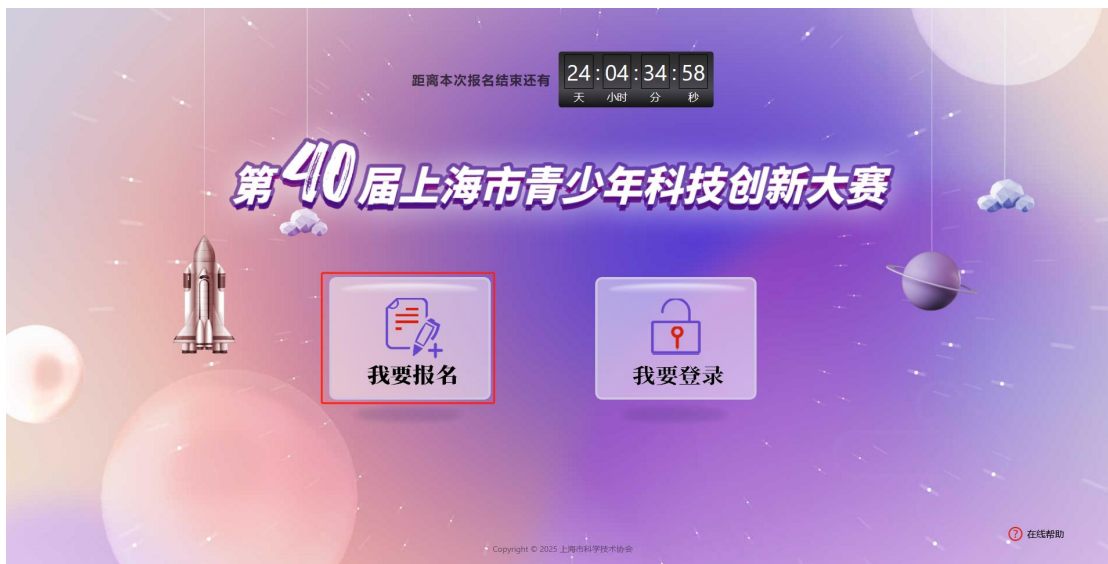 距离本次报名结束还有 24:04:34:58
天 小时 分 秒
第40届上海市青少年科技创新大赛
我要报名 我要登录
? 在线帮助
Copyright © 2025 上海市科学技术协会